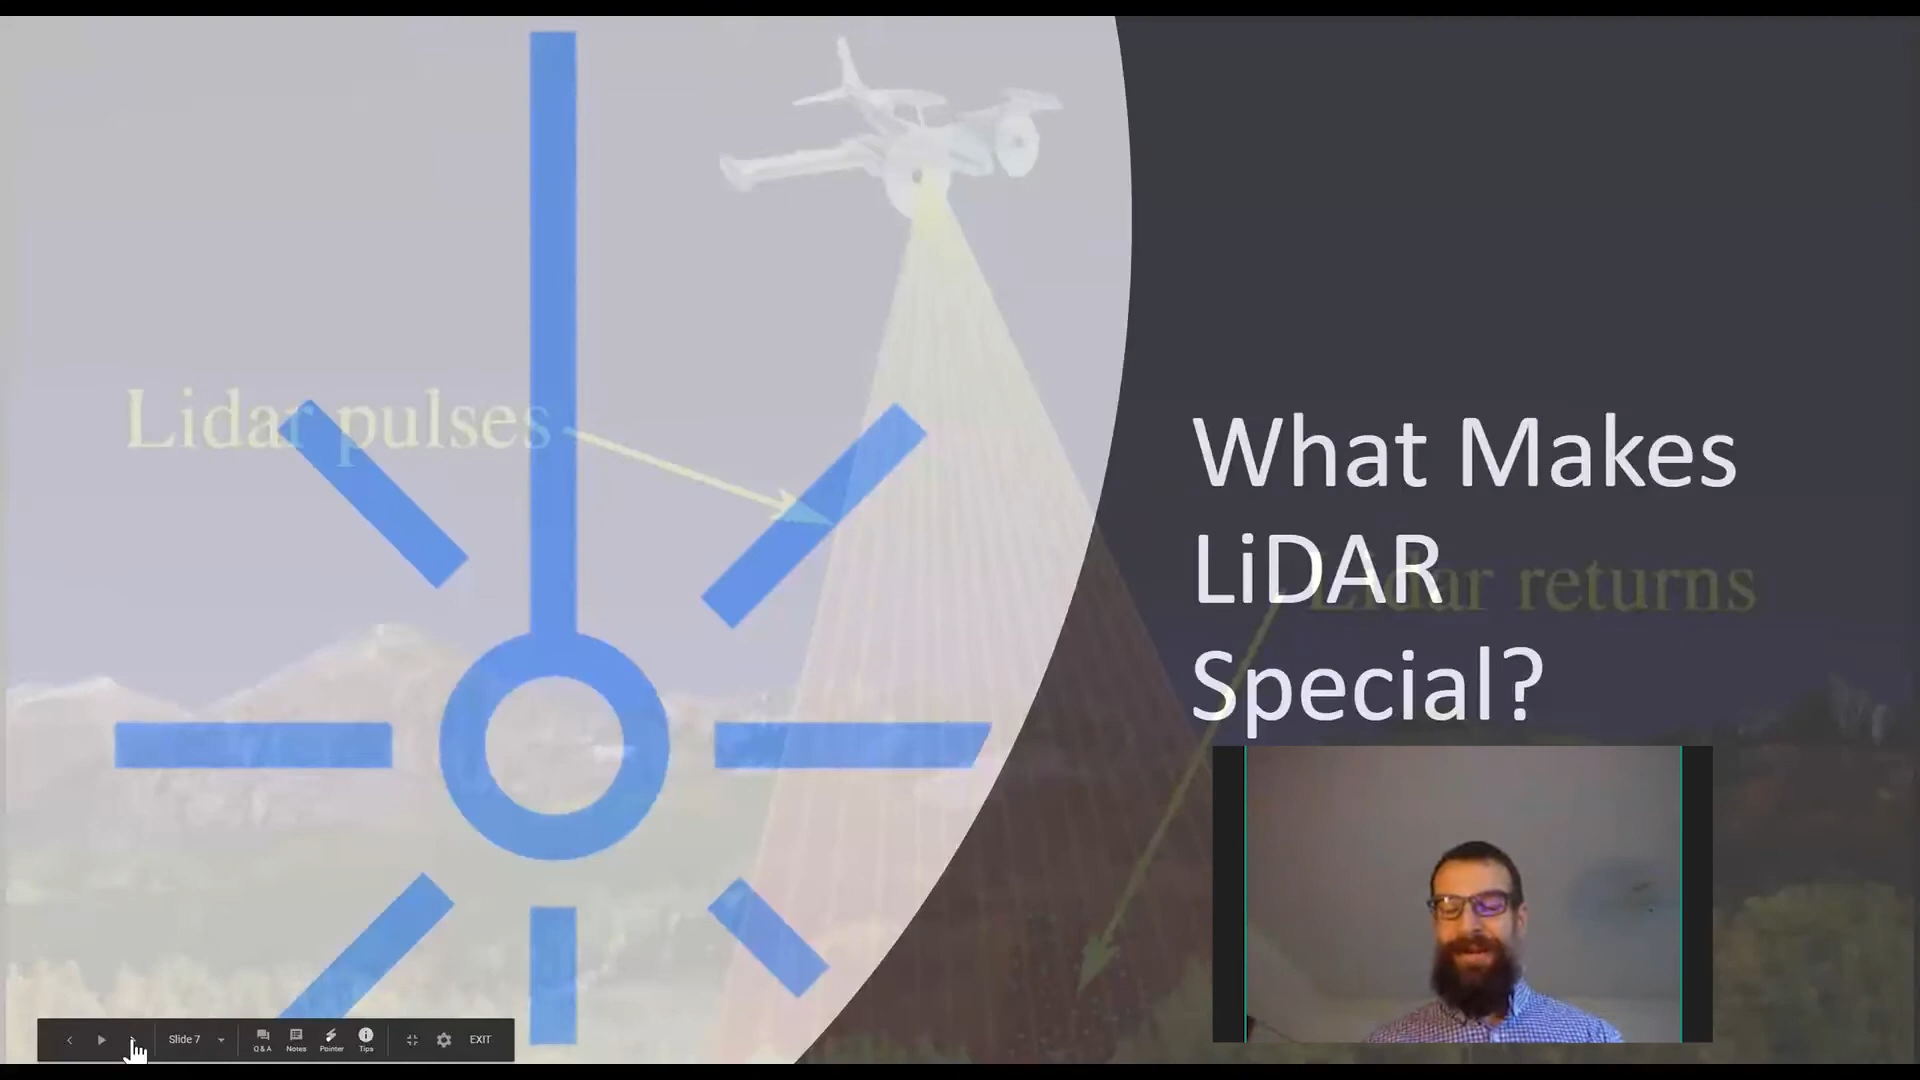 Lidar pulses
What Makes
LiDAR
Special?
Lidar returns
Slide 7
Q & A
Notes
Pointer
Tips
EXIT